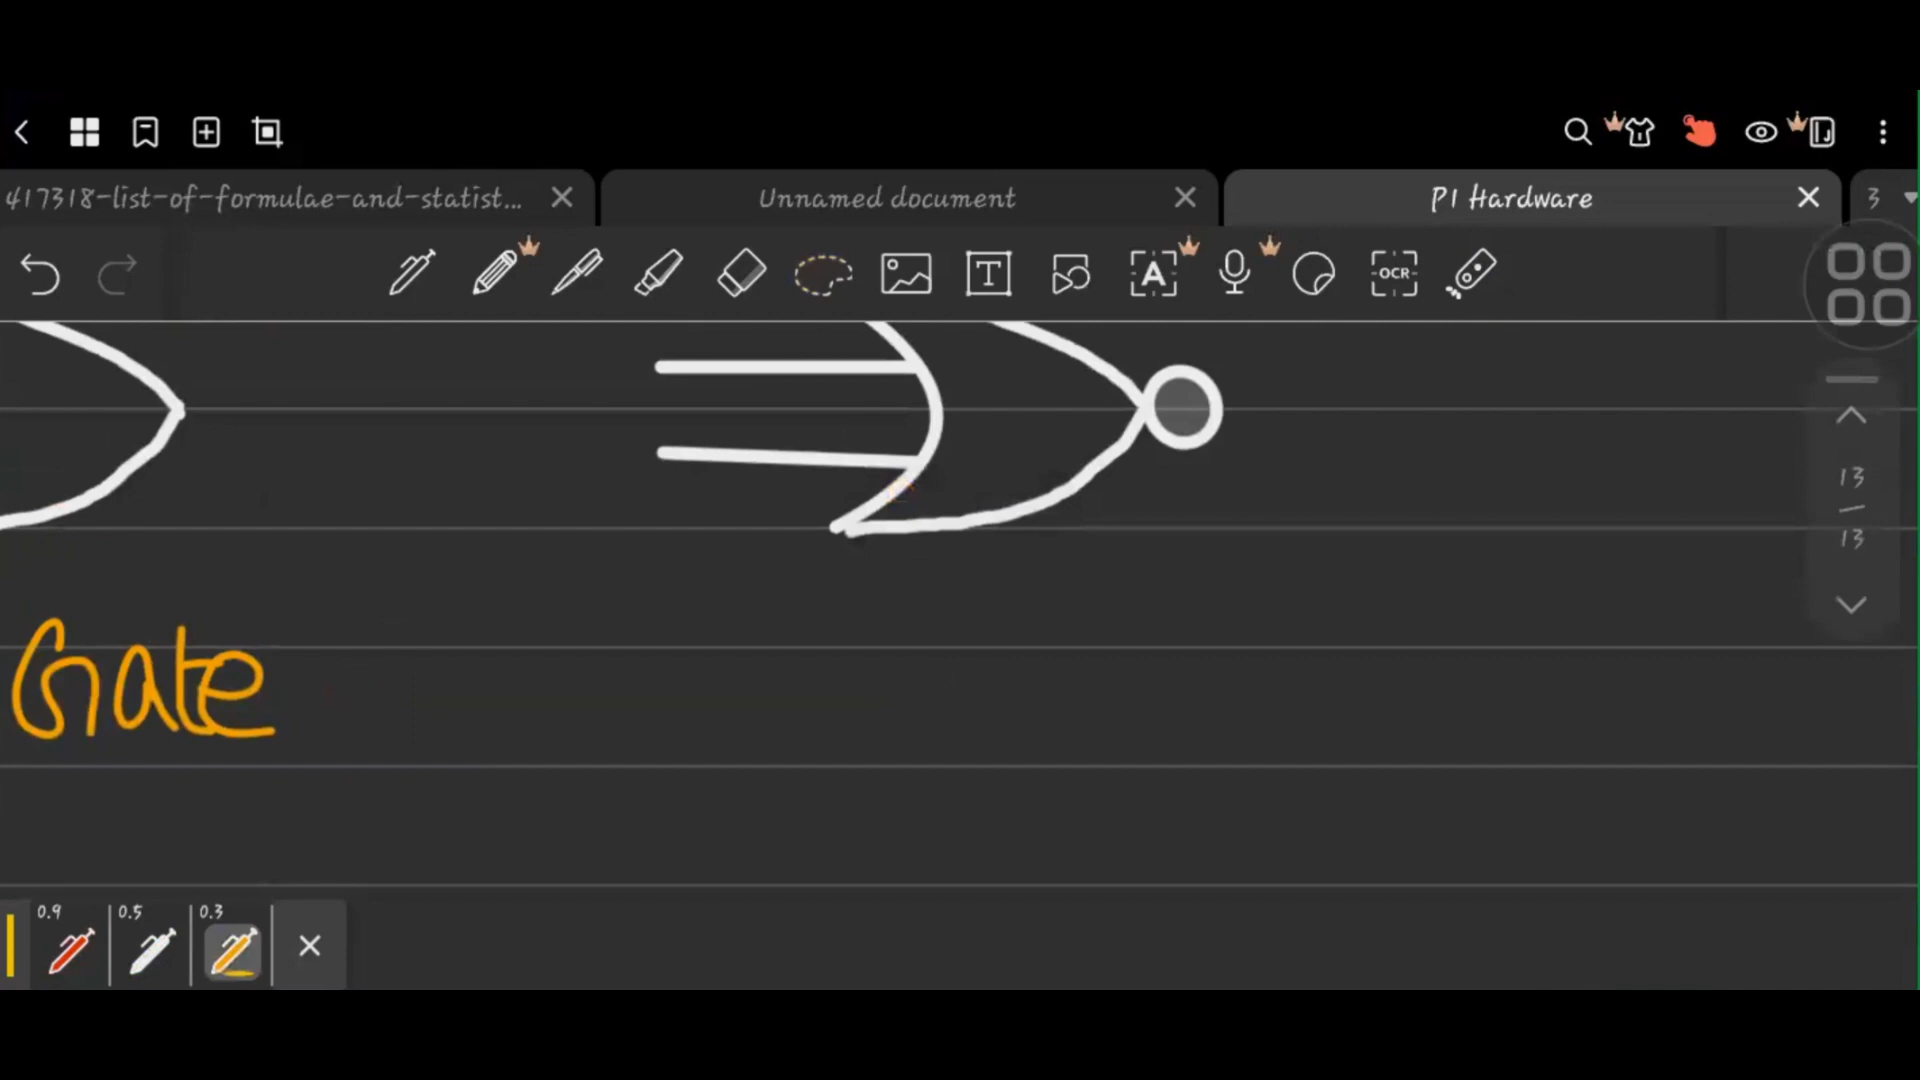 417318-list-of-formulae-and-statist... Unnamed document P1 Hardware 3
T A OCR
13
13
Gate
0.9 0.5 0.3